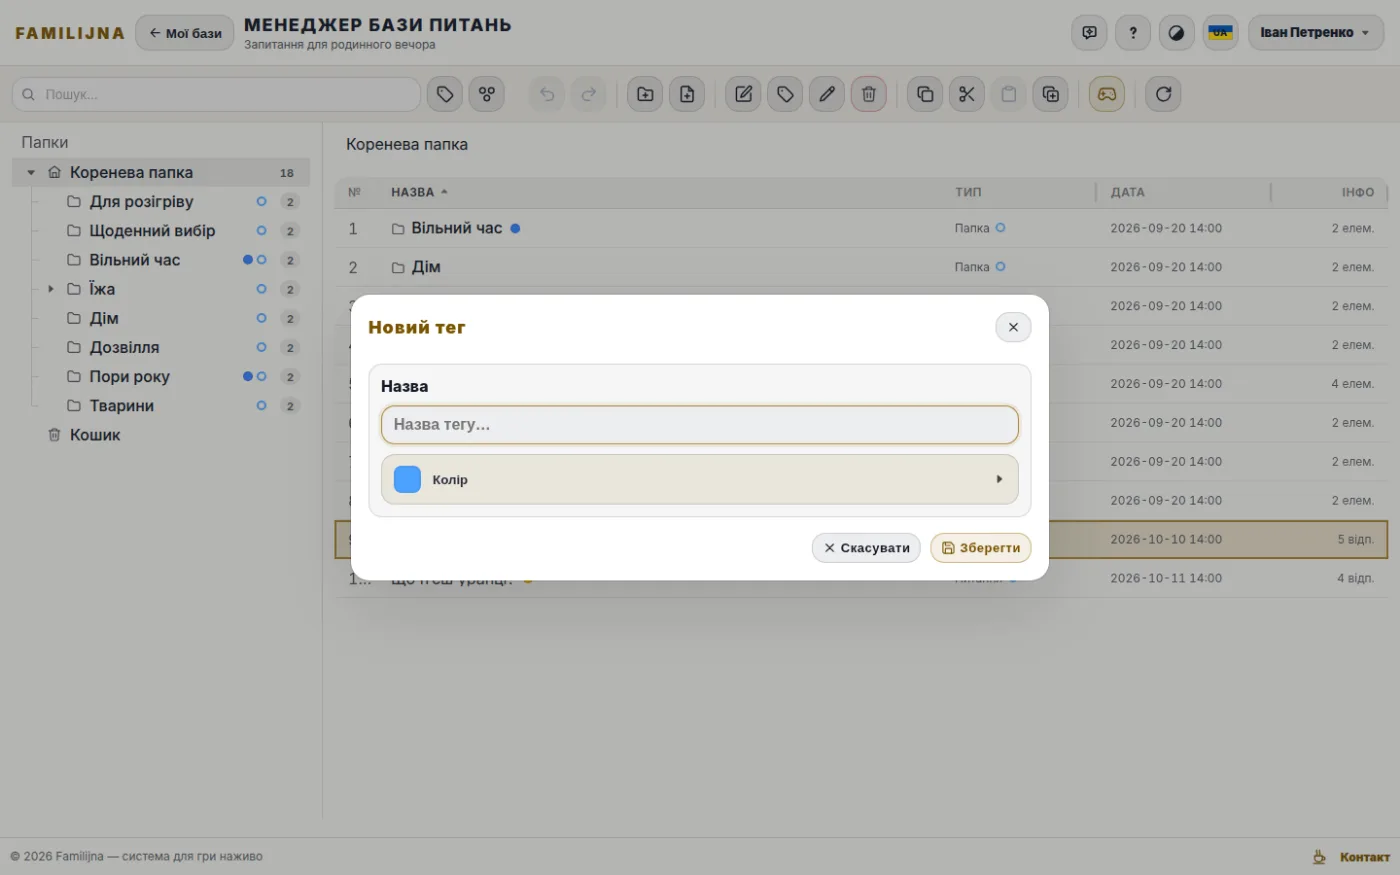 FAMILIJNA
Мої бази
МЕНЕДЖЕР БАЗИ ПИТАНЬ
Запитання для родинного вечора
?
UA
Іван Петренко
Пошук...
Папки
Коренева папка 18
Для розігріву 2
Щоденний вибір 2
Вільний час 2
Їжа 2
Дім 2
Дозвілля 2
Пори року 2
Тварини 2
Кошик
Коренева папка
№ НАЗВА ТИП ДАТА ІНФО
1 Вільний час Папка 2026-09-20 14:00 2 елем.
2 Дім Папка 2026-09-20 14:00 2 елем.
2026-09-20 14:00 2 елем.
2026-09-20 14:00 2 елем.
2026-09-20 14:00 4 елем.
2026-09-20 14:00 2 елем.
2026-09-20 14:00 2 елем.
2026-09-20 14:00 2 елем.
2026-10-10 14:00 5 відп.
1... 2026-10-11 14:00 4 відп.
Новий тег
Назва
Назва тегу...
Колір
Скасувати
Зберегти
© 2026 Familijna — система для гри наживо
Контакт